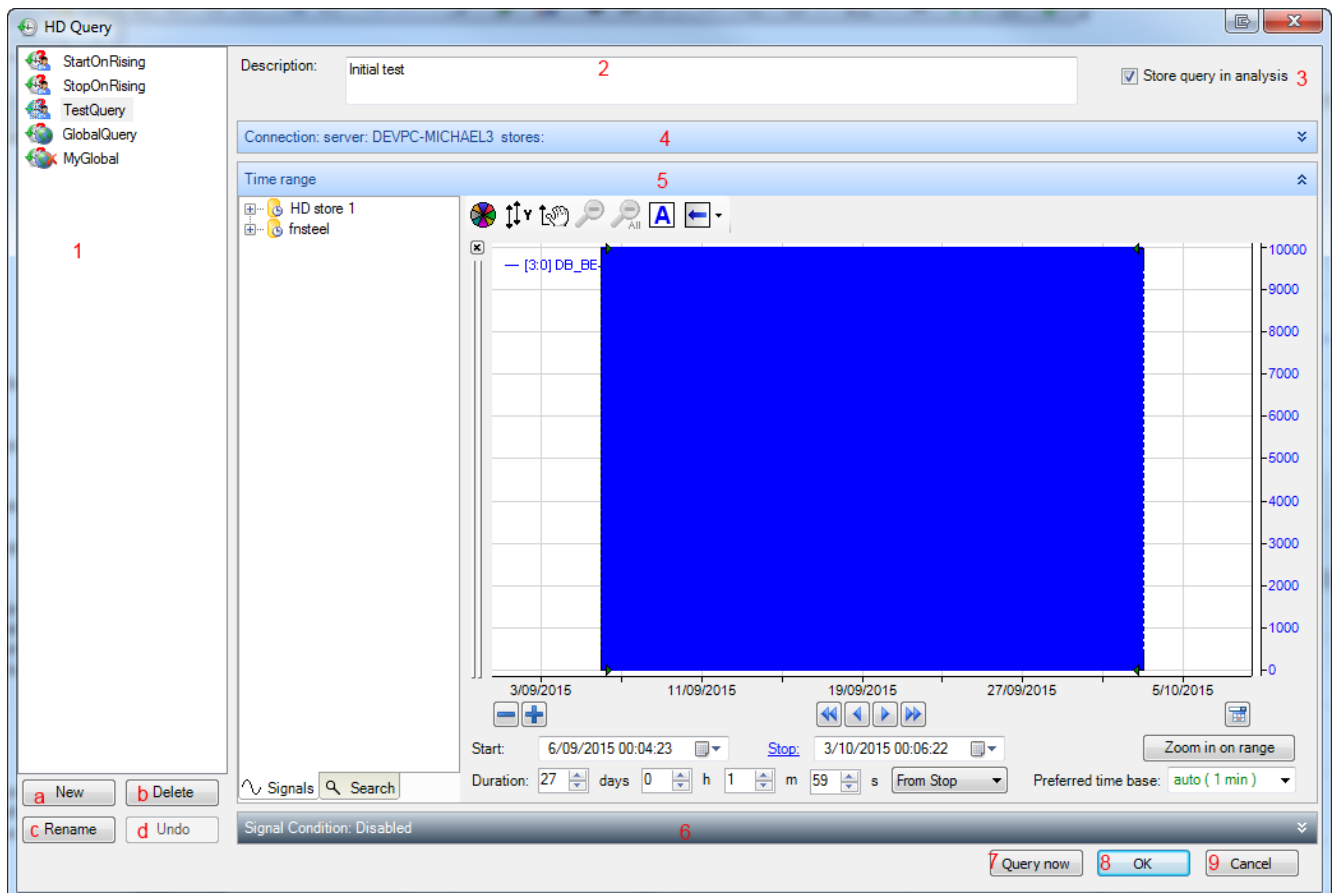 HD Query
X
StartOnRising
StopOnRising
TestQuery
GlobalQuery
MyGlobal
1
a New
b Delete
c Rename
d Undo
Description:
Initial test
2
Store query in analysis 3
Connection: server: DEVPC-MICHAEL3 stores:
4
Time range
5
HD store 1
fnsteel
Signals
Search
Y
All
A
[3:0] DB_BE-
10000
9000
8000
7000
6000
5000
4000
3000
2000
1000
0
3/09/2015 11/09/2015 19/09/2015 27/09/2015 5/10/2015
Start: 6/09/2015 00:04:23 Stop: 3/10/2015 00:06:22 Zoom in on range
Duration: 27 days 0 h 1 m 59 s From Stop Preferred time base: auto ( 1 min )
Signal Condition: Disabled
6
7 Query now 8 OK 9 Cancel